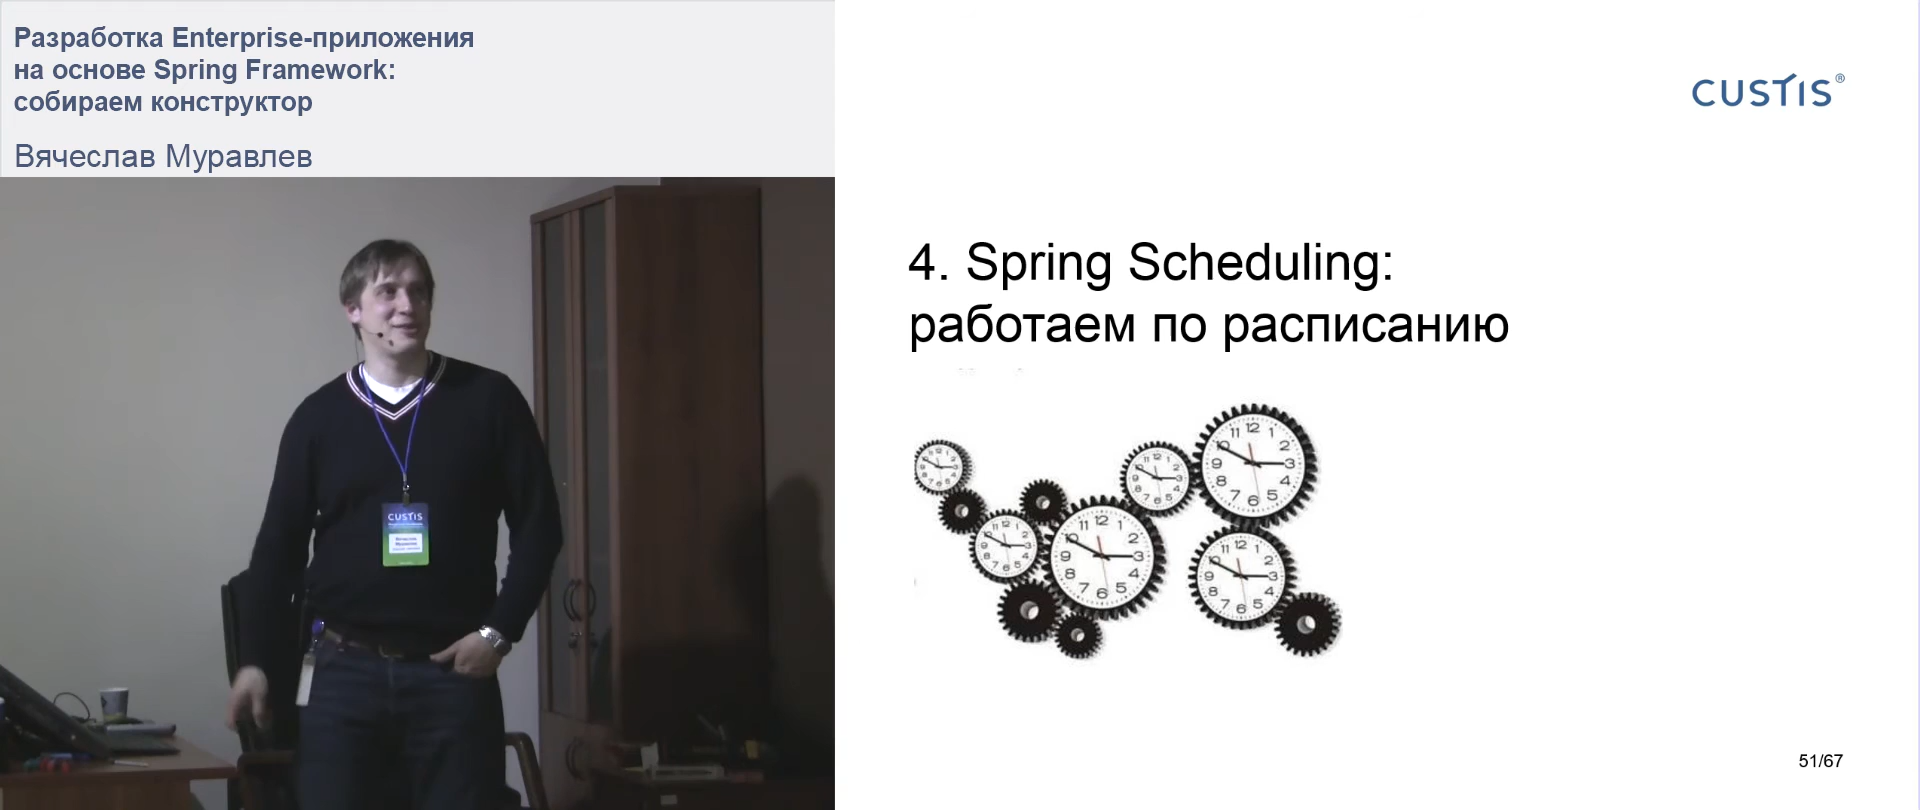 Разработка Enterprise-приложения
на основе Spring Framework:
собираем конструктор
Вячеслав Муравлев
CUSTIS
CUSTIS®
4. Spring Scheduling:
работаем по расписанию
51/67